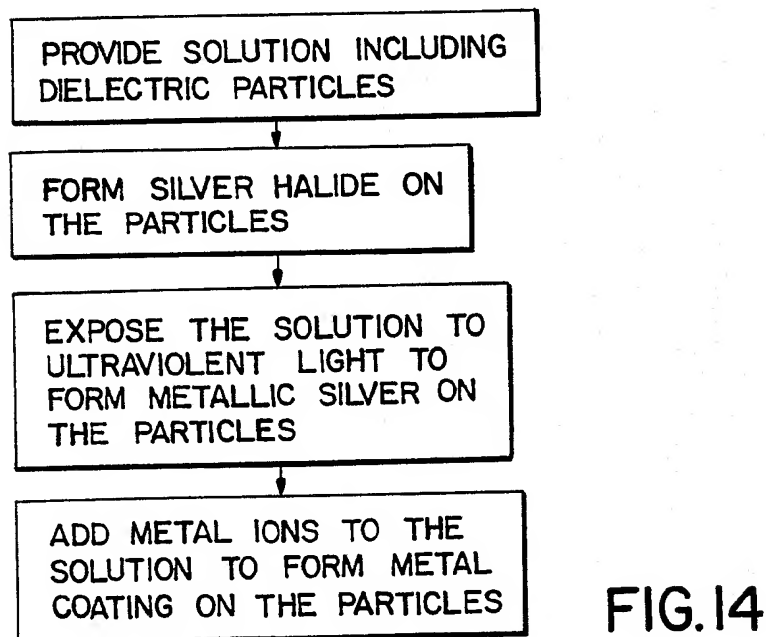 PROVIDE SOLUTION INCLUDING
DIELECTRIC PARTICLES
FORM SILVER HALIDE ON
THE PARTICLES
EXPOSE THE SOLUTION TO
ULTRAVIOLENT LIGHT TO
FORM METALLIC SILVER ON
THE PARTICLES
ADD METAL IONS TO THE
SOLUTION TO FORM METAL
COATING ON THE PARTICLES
FIG.14